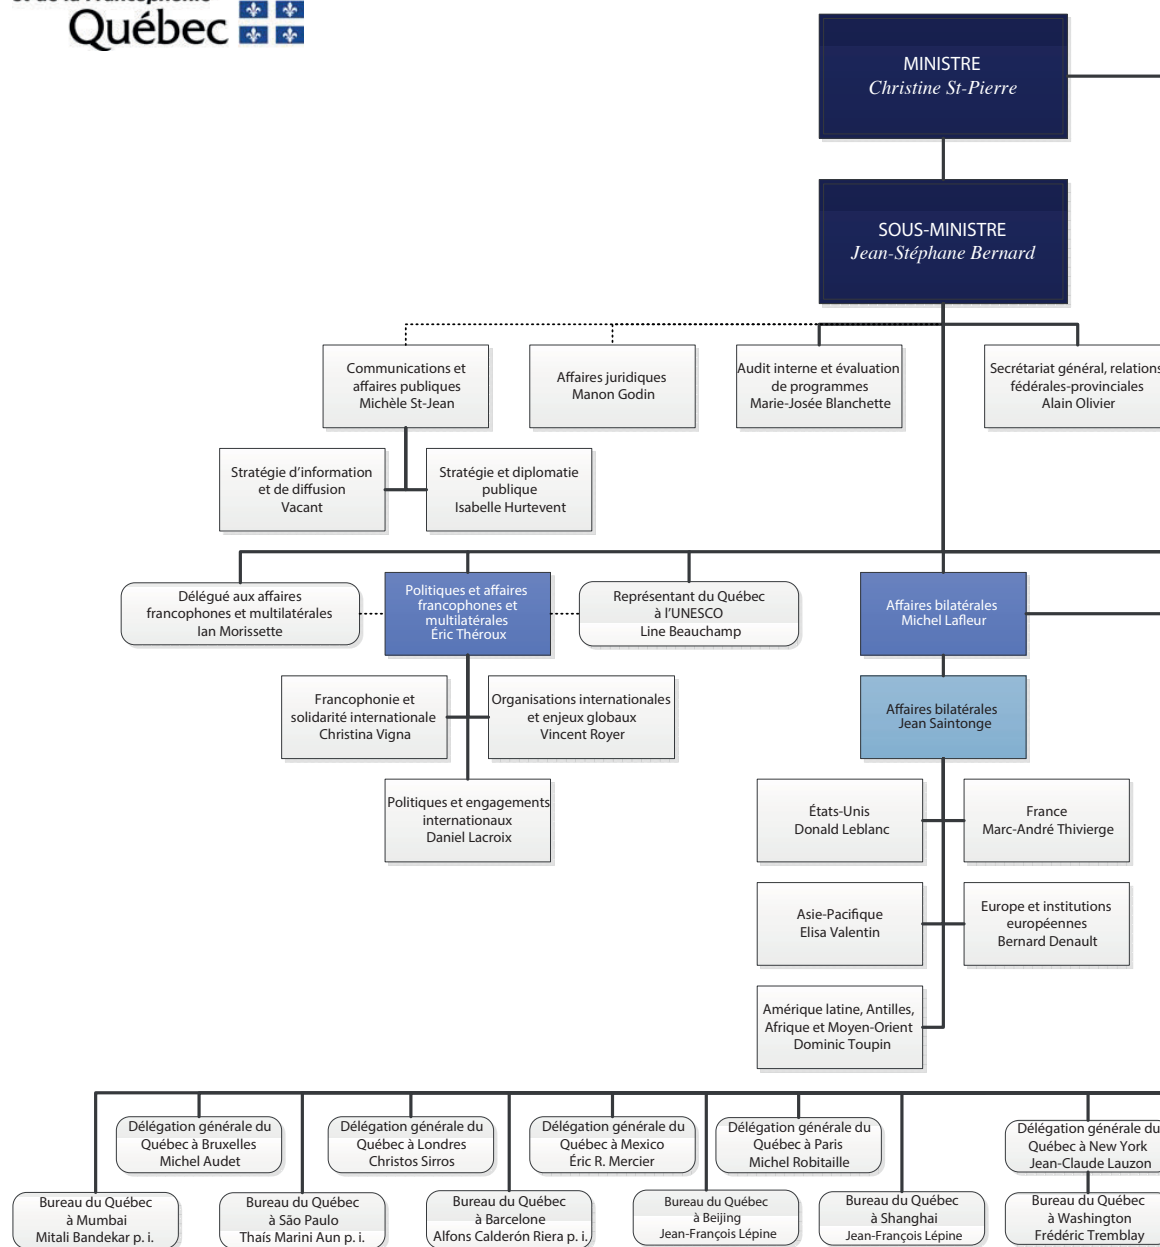 et de la Francophonie
Québec
MINISTRE
Christine St-Pierre
SOUS-MINISTRE
Jean-Stéphane Bernard
Communications et
affaires publiques
Michèle St-Jean
Affaires juridiques
Manon Godin
Audit interne et évaluation
de programmes
Marie-Josée Blanchette
Secrétariat général, relations
fédérales-provinciales
Alain Olivier
Stratégie d'information
et de diffusion
Vacant
Stratégie et diplomatie
publique
Isabelle Hurtevent
Délégué aux affaires
francophones et multilatérales
Ian Morissette
Politiques et affaires
francophones et
multilatérales
Éric Théroux
Représentant du Québec
à l'UNESCO
Line Beauchamp
Affaires bilatérales
Michel Lafleur
Francophonie et
solidarité internationale
Christina Vigna
Organisations internationales
et enjeux globaux
Vincent Royer
Affaires bilatérales
Jean Saintonge
Politiques et engagements
internationaux
Daniel Lacroix
États-Unis
Donald Leblanc
France
Marc-André Thivierge
Asie-Pacifique
Elisa Valentin
Europe et institutions
européennes
Bernard Denault
Amérique latine, Antilles,
Afrique et Moyen-Orient
Dominic Toupin
Délégation générale du
Québec à Bruxelles
Michel Audet
Délégation générale du
Québec à Londres
Christos Sirros
Délégation générale du
Québec à Mexico
Éric R. Mercier
Délégation générale du
Québec à Paris
Michel Robitaille
Délégation générale du
Québec à New York
Jean-Claude Lauzon
Bureau du Québec
à Mumbai
Mitali Bandekar p. i.
Bureau du Québec
à São Paulo
Thaís Marini Aun p. i.
Bureau du Québec
à Barcelone
Alfons Calderón Riera p. i.
Bureau du Québec
à Beijing
Jean-François Lépine
Bureau du Québec
à Shanghai
Jean-François Lépine
Bureau du Québec
à Washington
Frédéric Tremblay